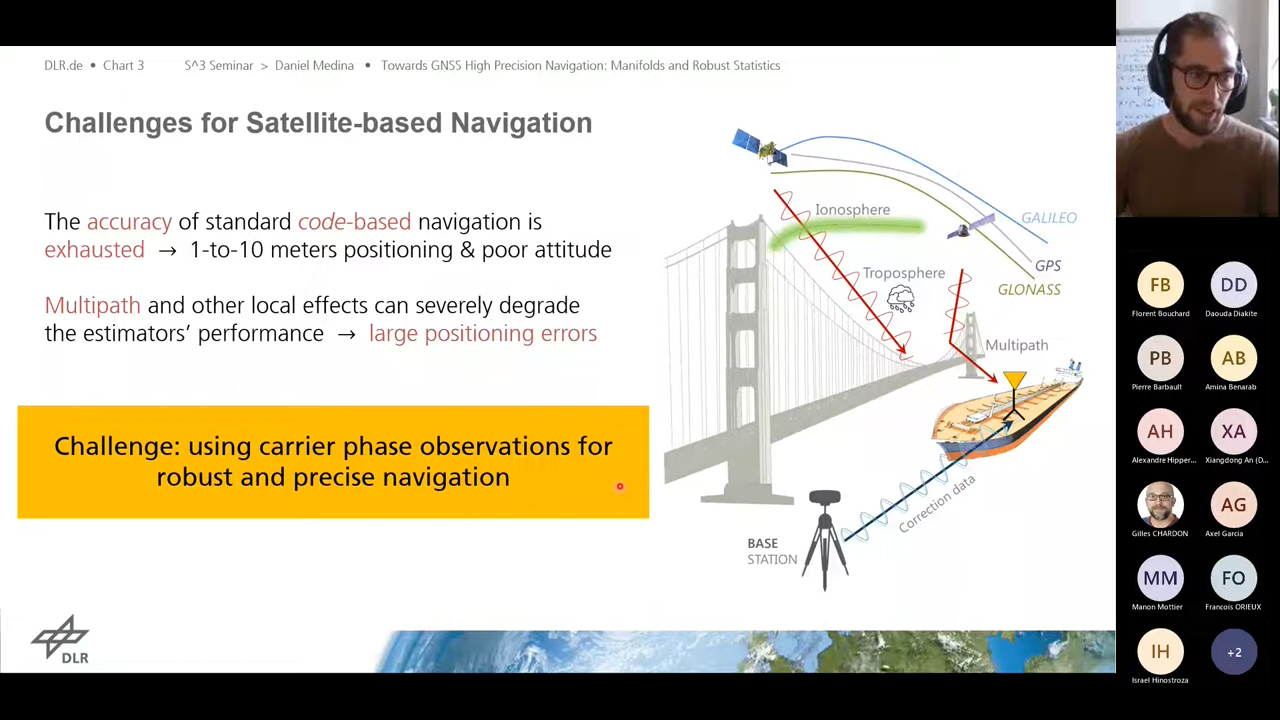 DLR.de • Chart 3 S^3 Seminar > Daniel Medina • Towards GNSS High Precision Navigation: Manifolds and Robust Statistics
Challenges for Satellite-based Navigation
The accuracy of standard code-based navigation is
exhausted → 1-to-10 meters positioning & poor attitude
Multipath and other local effects can severely degrade
the estimators’ performance → large positioning errors
Challenge: using carrier phase observations for
robust and precise navigation
Ionosphere
GALILEO
GPS
Troposphere
GLONASS
Multipath
Correction data
BASE
STATION
DLR
FB
Florent Bouchard
DD
Daouda Diakite
PB
Pierre Barbault
AB
Amina Benarab
AH
Alexandre Hipper...
XA
Xiangdong An (D...
Gilles CHARDON
AG
Axel Garcia
MM
Manon Mottier
FO
Francois ORIEUX
IH
Israel Hinostroza
+2